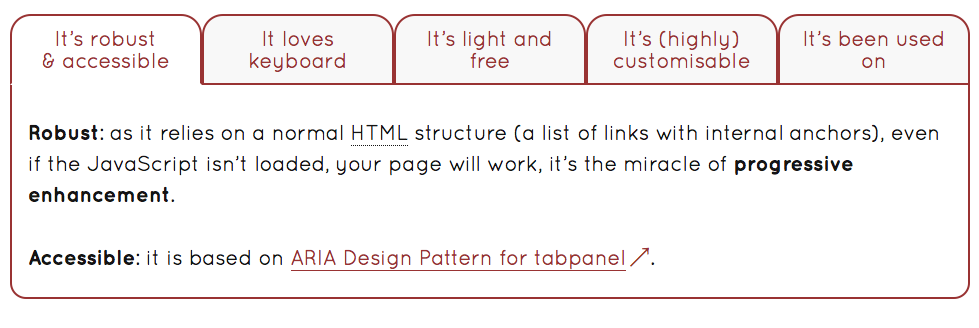 It's robust
& accessible
It loves
keyboard
It's light and
free
It's (highly)
customisable
It's been used
on
Robust: as it relies on a normal HTML structure (a list of links with internal anchors), even
if the JavaScript isn't loaded, your page will work, it's the miracle of progressive
enhancement.
Accessible: it is based on ARIA Design Pattern for tabpanel↗.